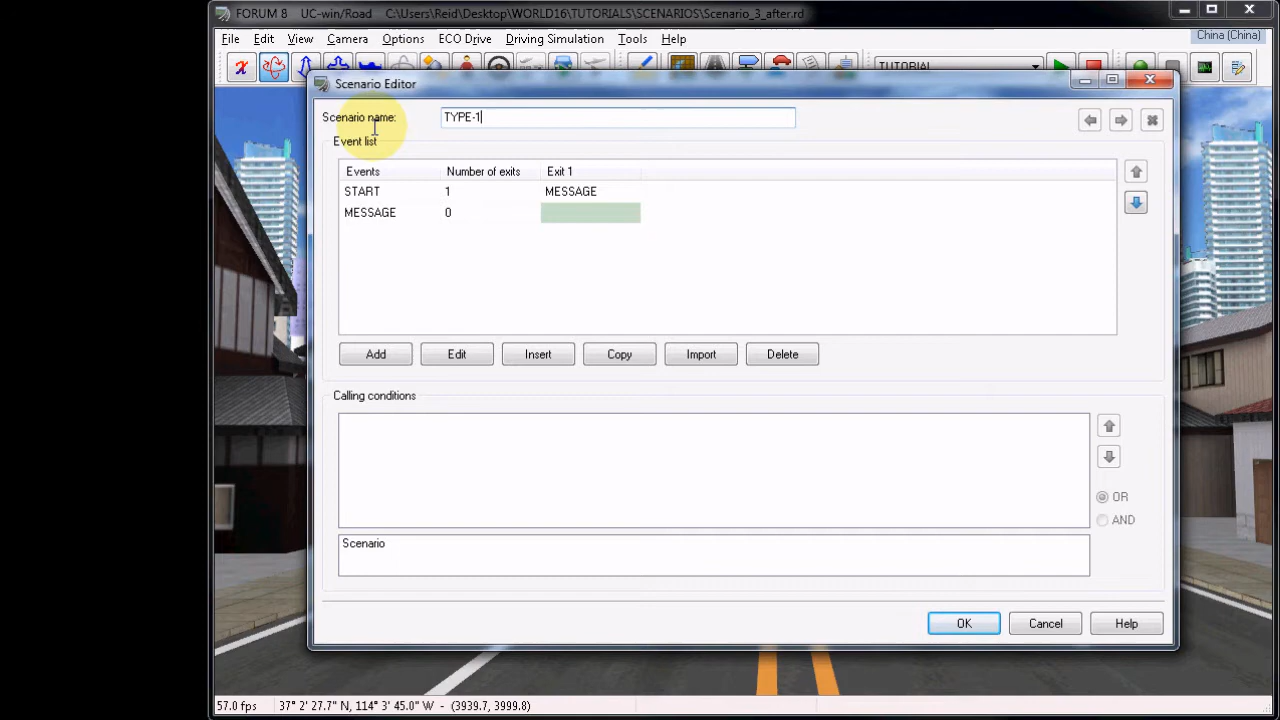 FORUM 8 UC-win/Road C:\Users\Reid\Desktop\WORLD16\TUTORIALS\SCENARIOS\Scenario_3_after.rd
File Edit View Camera Options ECO Drive Driving Simulation Tools Help
China (China)
TUTORIAL
Scenario Editor
Scenario name: TYPE-1
Event list
Events Number of exits Exit 1
START 1 MESSAGE
MESSAGE 0
Add Edit Insert Copy Import Delete
Calling conditions
OR
AND
Scenario
OK Cancel Help
57.0 fps 37° 2' 27.7" N, 114° 3' 45.0" W - (3939.7, 3999.8)